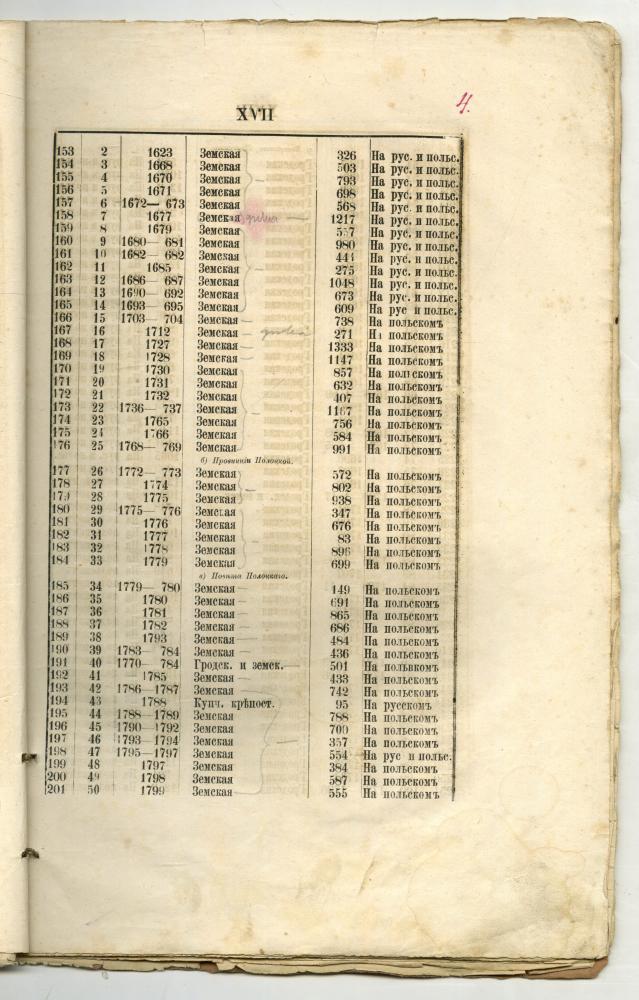 XVII
4.
153 2 1623 Земская 326 На рус. и польс.
154 3 1668 Земская 503 На рус. и польс.
155 4 1670 Земская 793 На рус. и польс.
156 5 1671 Земская 698 На рус. и польс.
157 6 1672— 673 Земская 568 На рус. и польс.
158 7 1677 Земская 1217 На рус. и польс.
159 8 1679 Земская 557 На рус. и польс.
160 9 1680— 681 Земская 980 На рус. и польс.
161 10 1682— 682 Земская 441 На рус. и польс.
162 11 1685 Земская 275 На рус. и польс.
163 12 1686— 687 Земская 1048 На рус. и польс.
164 13 1690— 692 Земская 673 На рус. и польс.
165 14 1693— 695 Земская 609 На рус и польс.
166 15 1703— 704 Земская 738 На польскомъ
167 16 1712 Земская 271 На польскомъ
168 17 1727 Земская 1333 На польскомъ
169 18 1728 Земская 1147 На польскомъ
170 19 1730 Земская 857 На польскомъ
171 20 1731 Земская 632 На польскомъ
172 21 1732 Земская 407 На польскомъ
173 22 1736— 737 Земская 1167 На польскомъ
174 23 1765 Земская 756 На польскомъ
175 24 1766 Земская 584 На польскомъ
176 25 1768— 769 Земская 991 На польскомъ
б) Провинціи Полоцкой.
177 26 1772— 773 Земская 572 На польскомъ
178 27 1774 Земская 802 На польскомъ
179 28 1775 Земская 938 На польскомъ
180 29 1775— 776 Земская 347 На польскомъ
181 30 1776 Земская 676 На польскомъ
182 31 1777 Земская 83 На польскомъ
183 32 1778 Земская 896 На польскомъ
184 33 1779 Земская 699 На польскомъ
в) Повѣта Полоцкаго.
185 34 1779— 780 Земская 149 На польскомъ
186 35 1780 Земская 691 На польскомъ
187 36 1781 Земская 865 На польскомъ
188 37 1782 Земская 686 На польскомъ
189 38 1793 Земская 484 На польскомъ
190 39 1783— 784 Земская 436 На польскомъ
191 40 1770— 784 Гродск. и земск. 501 На польскомъ
192 41 1785 Земская 433 На польскомъ
193 42 1786—1787 Земская 742 На польскомъ
194 43 1788 Купч. крѣпост. 95 На русскомъ
195 44 1788—1789 Земская 788 На польскомъ
196 45 1790—1792 Земская 700 На польскомъ
197 46 1793—1794 Земская 357 На польскомъ
198 47 1795—1797 Земская 554 На рус и польс.
199 48 1797 Земская 384 На польскомъ
200 49 1798 Земская 587 На польскомъ
201 50 1799 Земская 555 На польскомъ